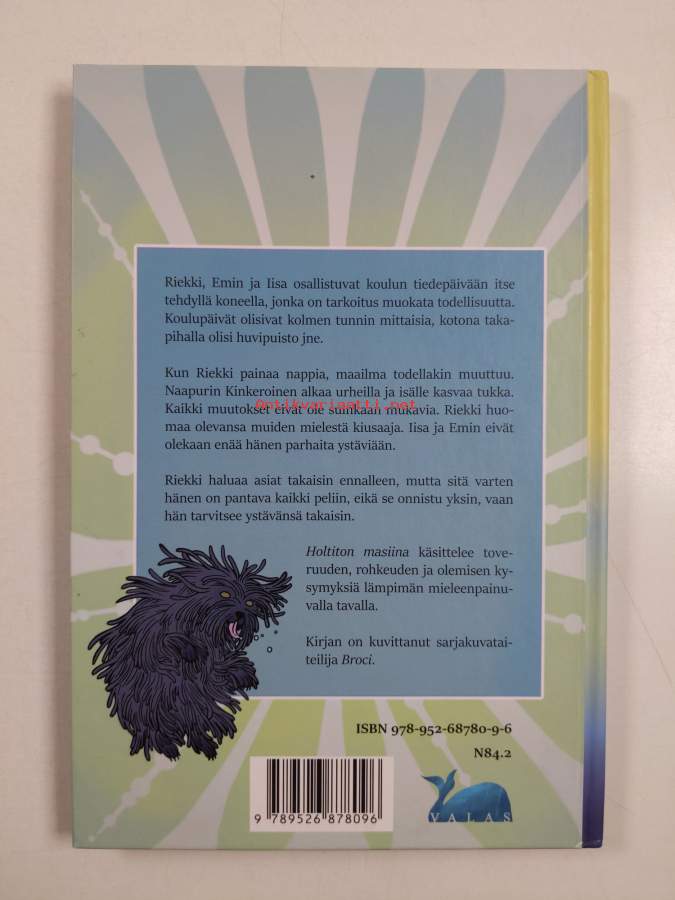 Riekki, Emin ja Iisa osallistuvat koulun tiedepäivään itse
tehdyllä koneella, jonka on tarkoitus muokata todellisuutta.
Koulupäivät olisivat kolmen tunnin mittaisia, kotona taka-
pihalla olisi huvipuisto jne.
Kun Riekki painaa nappia, maailma todellakin muuttuu.
Naapurin Kinkeroinen alkaa urheilla ja isälle kasvaa tukka.
Antikvariaatti.net
Kaikki muutokset eivät ole suinkaan mukavia. Riekki huo-
maa olevansa muiden mielestä kiusaaja. Iisa ja Emin eivät
olekaan enää hänen parhaita ystäviään.
Riekki haluaa asiat takaisin ennalleen, mutta sitä varten
hänen on pantava kaikki peliin, eikä se onnistu yksin, vaan
hän tarvitsee ystävänsä takaisin.
Holtiton masiina käsittelee tove-
ruuden, rohkeuden ja olemisen ky-
symyksiä lämpimän mieleenpainu-
valla tavalla.
Kirjan on kuvittanut sarjakuvatai-
teilija Broci.
ISBN 978-952-68780-9-6
N84.2
9 789526 878096
VALAS